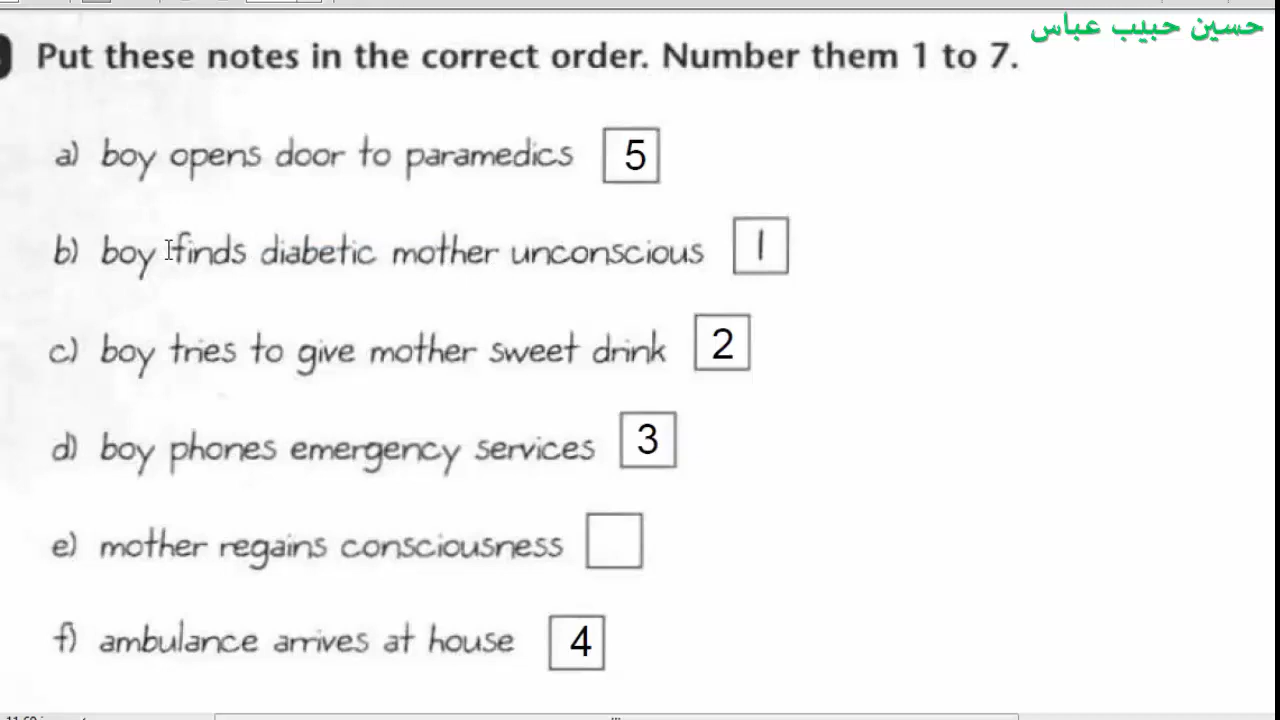 حسين حبيب عباس
Put these notes in the correct order. Number them 1 to 7.
a) boy opens door to paramedics 5
b) boy finds diabetic mother unconscious 1
c) boy tries to give mother sweet drink 2
d) boy phones emergency services 3
e) mother regains consciousness
f) ambulance arrives at house 4